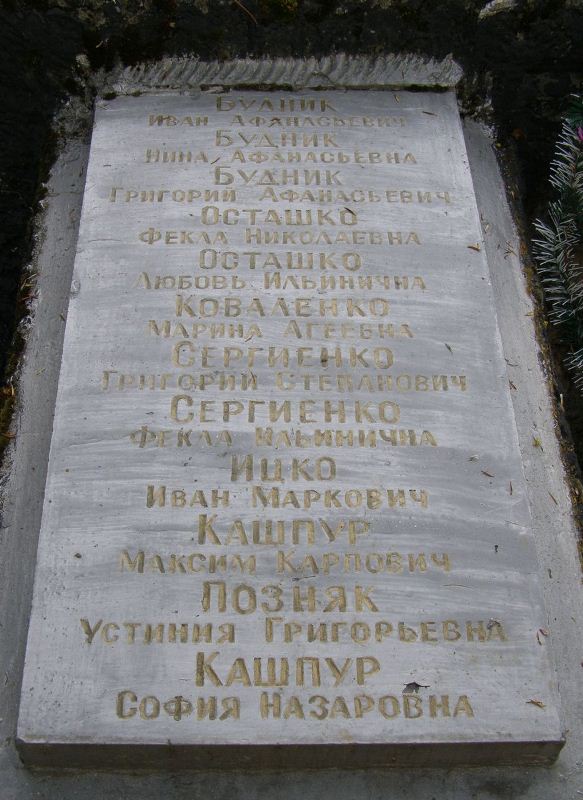 Будник
Иван Афанасьевич
Будник
Нина Афанасьевна
Будник
Григорий Афанасьевич
Осташко
Фекла Николаевна
Осташко
Любовь Ильинична
Коваленко
Марина Агеевна
Сергиенко
Григорий Степанович
Сергиенко
Фекла Ильинична
Ицко
Иван Маркович
Кашпур
Максим Карпович
Позняк
Устиния Григорьевна
Кашпур
София Назаровна